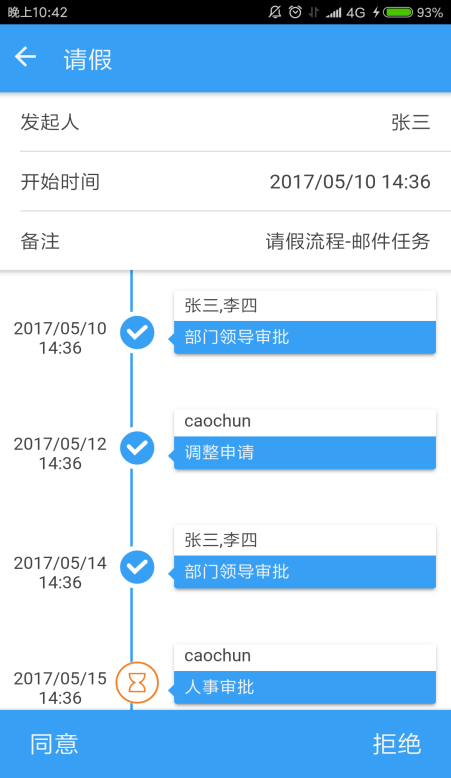 晚上10:42 4G 93%
请假
发起人 张三
开始时间 2017/05/10 14:36
备注 请假流程-邮件任务
张三,李四
2017/05/10
14:36
部门领导审批
caochun
2017/05/12
14:36
调整申请
张三,李四
2017/05/14
14:36
部门领导审批
caochun
2017/05/15
14:36
人事审批
同意 拒绝